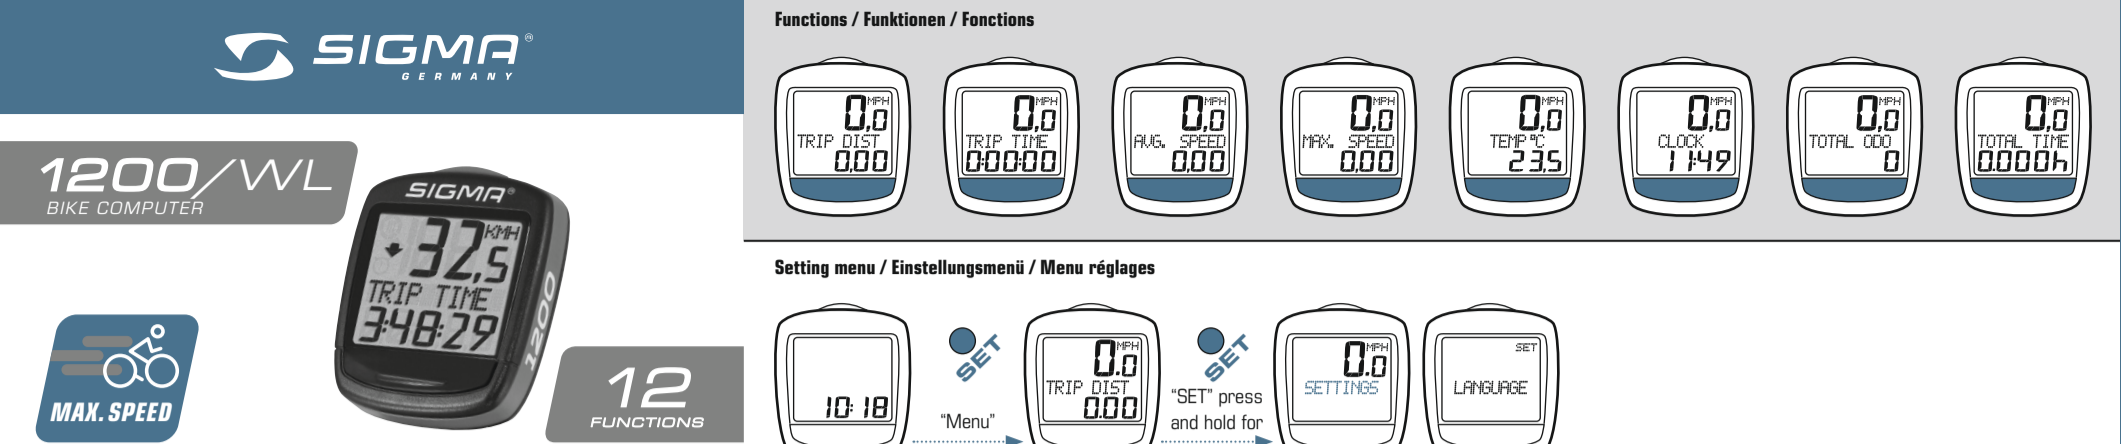 SIGMA®
GERMANY
1200/WL
BIKE COMPUTER
SIGMA®
32,5 KMH
TRIP TIME
3:48:29
1200
MAX. SPEED
12
FUNCTIONS
Functions / Funktionen / Fonctions
0,0 MPH
TRIP DIST
0,00
0,0 MPH
TRIP TIME
0:00:00
0,0 MPH
AVG. SPEED
0,00
0,0 MPH
MAX. SPEED
0,00
0,0 MPH
TEMP °C
23,5
0,0 MPH
CLOCK
11:49
0,0 MPH
TOTAL ODO
0
0,0 MPH
TOTAL TIME
0.000h
Setting menu / Einstellungsmenü / Menu réglages
10:18
SET
“Menu”
0.0 MPH
TRIP DIST
0.00
SET
“SET” press
and hold for
0.0 MPH
SETTINGS
SET
LANGUAGE